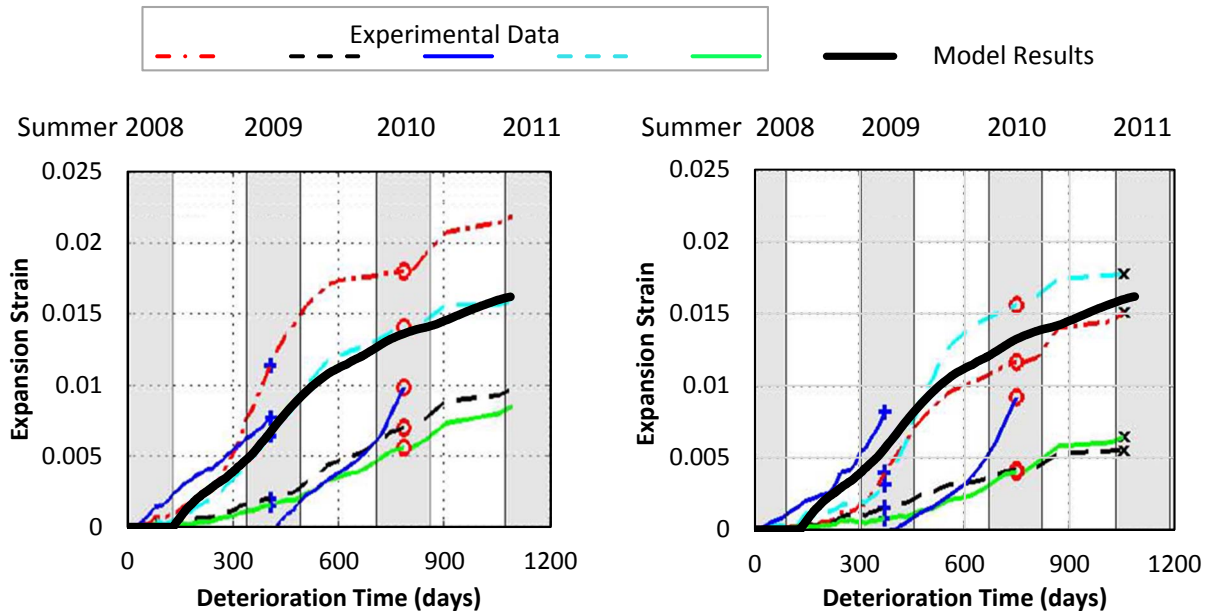 Experimental Data
Model Results
Summer 2008 2009 2010 2011
0.025
0.02
0.015
0.01
0.005
0
0 300 600 900 1200
Expansion Strain
Deterioration Time (days)
Summer 2008 2009 2010 2011
0.025
0.02
0.015
0.01
0.005
0
0 300 600 900 1200
Expansion Strain
Deterioration Time (days)